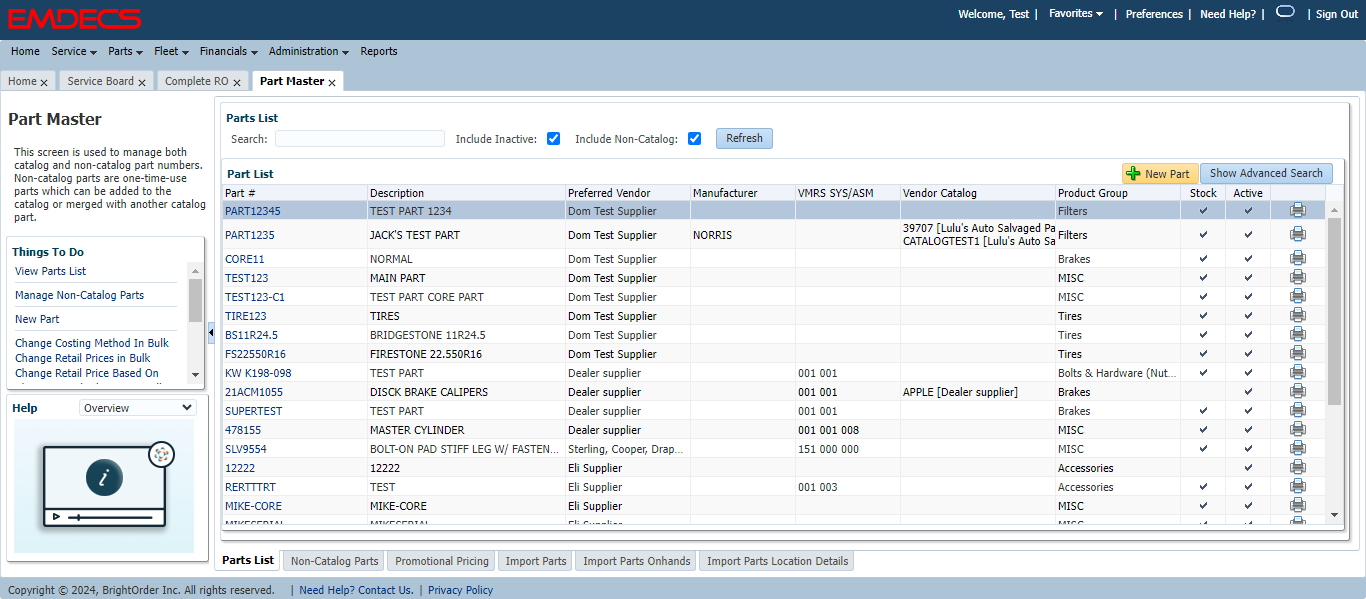 EMDECS
Welcome, Test | Favorites | Preferences | Need Help? | | Sign Out
Home Service Parts Fleet Financials Administration Reports
Home x Service Board x Complete RO x Part Master x
Part Master
This screen is used to manage both
catalog and non-catalog part numbers.
Non-catalog parts are one-time-use
parts which can be added to the
catalog or merged with another catalog
part.
Things To Do
View Parts List
Manage Non-Catalog Parts
New Part
Change Costing Method In Bulk
Change Retail Prices in Bulk
Change Retail Price Based On
Help Overview
i
Parts List
Search: Include Inactive: Include Non-Catalog: Refresh
Part List New Part Show Advanced Search
Part # Description Preferred Vendor Manufacturer VMRS SYS/ASM Vendor Catalog Product Group Stock Active
PART12345 TEST PART 1234 Dom Test Supplier Filters
PART1235 JACK'S TEST PART Dom Test Supplier NORRIS 39707 [Lulu's Auto Salvaged Pa Filters
CATALOGTEST1 [Lulu's Auto Sa
CORE11 NORMAL Dom Test Supplier Brakes
TEST123 MAIN PART Dom Test Supplier MISC
TEST123-C1 TEST PART CORE PART Dom Test Supplier MISC
TIRE123 TIRES Dom Test Supplier Tires
BS11R24.5 BRIDGESTONE 11R24.5 Dom Test Supplier Tires
FS22550R16 FIRESTONE 22.550R16 Dom Test Supplier Tires
KW K198-098 TEST PART Dealer supplier 001 001 Bolts & Hardware (Nut...
21ACM1055 DISCK BRAKE CALIPERS Dealer supplier 001 001 APPLE [Dealer supplier] Brakes
SUPERTEST TEST PART Dealer supplier 001 001 Brakes
478155 MASTER CYLINDER Dealer supplier 001 001 008 MISC
SLV9554 BOLT-ON PAD STIFF LEG W/ FASTEN... Sterling, Cooper, Drap... 151 000 000 MISC
12222 12222 Eli Supplier Accessories
RERTTTRT TEST Eli Supplier 001 003 Accessories
MIKE-CORE MIKE-CORE Eli Supplier MISC
MIKESERIAL MIKESERIAL Eli Supplier MISC
Parts List Non-Catalog Parts Promotional Pricing Import Parts Import Parts Onhands Import Parts Location Details
Copyright © 2024, BrightOrder Inc. All rights reserved. | Need Help? Contact Us. | Privacy Policy